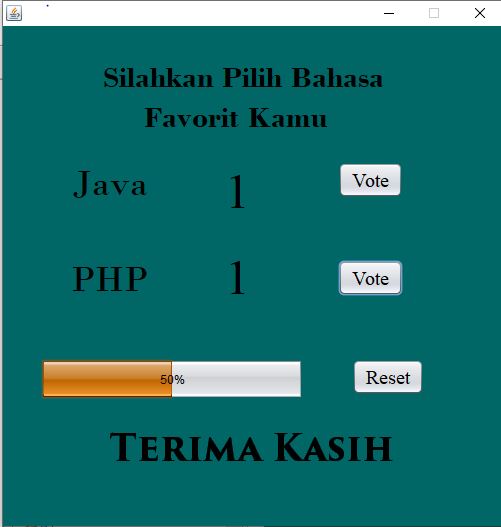 Silahkan Pilih Bahasa
Favorit Kamu
Java 1 Vote
PHP 1 Vote
50% Reset
Terima Kasih